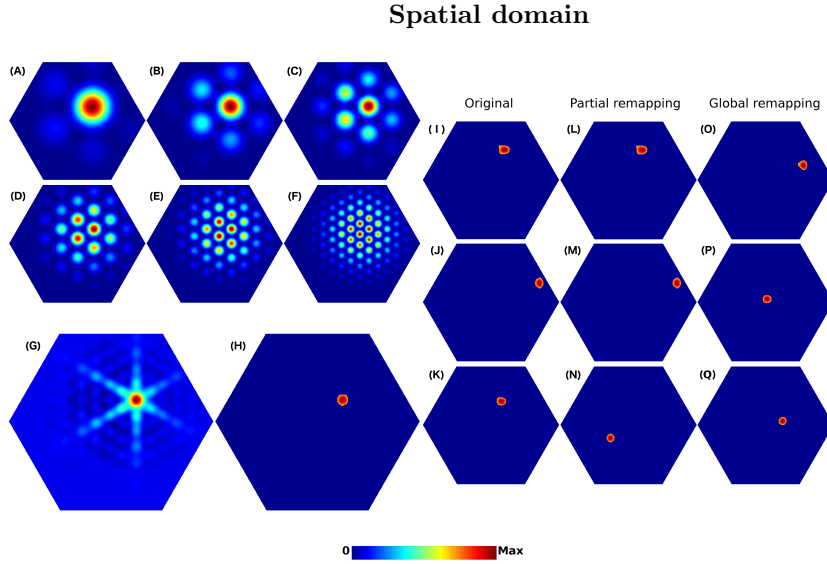 Spatial domain
(A)
(B)
(C)
Original
Partial remapping
Global remapping
(I)
(L)
(O)
(D)
(E)
(F)
(J)
(M)
(P)
(G)
(H)
(K)
(N)
(Q)
0
Max